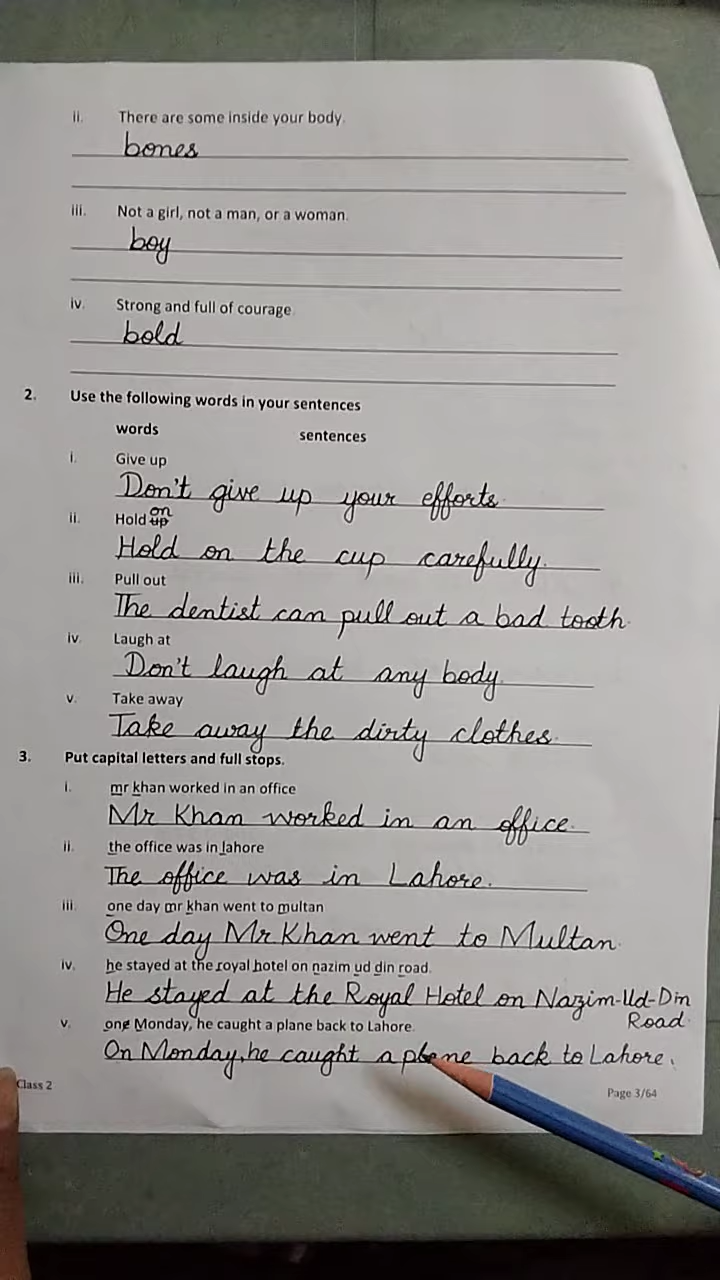 ii. There are some inside your body.
bones
iii. Not a girl, not a man, or a woman.
boy
iv. Strong and full of courage
bold
2. Use the following words in your sentences
words sentences
i. Give up
Don't give up your efforts.
ii. Hold up on
Hold on the cup carefully.
iii. Pull out
The dentist can pull out a bad tooth.
iv. Laugh at
Don't laugh at any body.
v. Take away
Take away the dirty clothes.
3. Put capital letters and full stops.
i. mr khan worked in an office
Mr Khan worked in an office.
ii. the office was in lahore
The office was in Lahore.
iii. one day mr khan went to multan
One day Mr Khan went to Multan.
iv. he stayed at the royal hotel on nazim ud din road.
He stayed at the Royal Hotel on Nazim-Ud-Din
Road.
v. one Monday, he caught a plane back to Lahore
On Monday, he caught a plane back to Lahore.
Class 2 Page 3/64